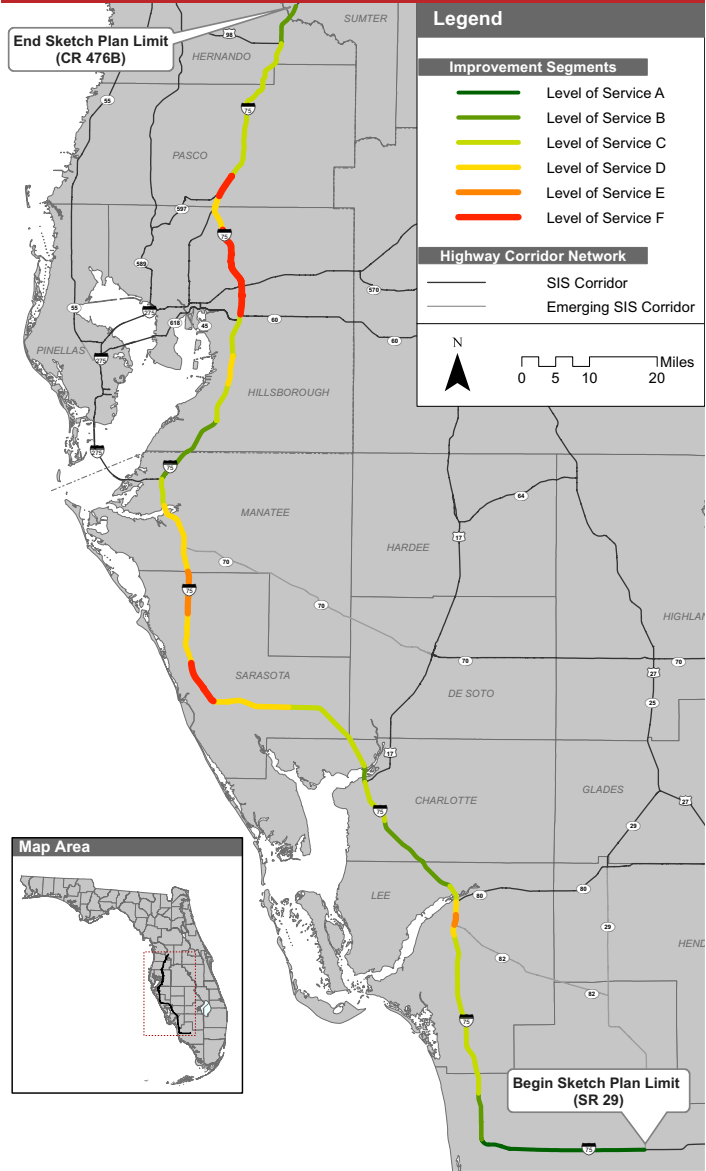 Legend
Improvement Segments
Level of Service A
Level of Service B
Level of Service C
Level of Service D
Level of Service E
Level of Service F
Highway Corridor Network
SIS Corridor
Emerging SIS Corridor
N
Miles
0 5 10 20
End Sketch Plan Limit
(CR 476B)
SUMTER
98
HERNANDO
55
75
PASCO
597
75
589
570
55
275
618
45
60
60
PINELLAS
275
HILLSBOROUGH
275
75
64
MANATEE
17
HARDEE
70
75
70
HIGHLAN
70
70
SARASOTA
27
DE SOTO
25
17
CHARLOTTE
GLADES
27
75
29
Map Area
LEE
80
80
29
HEND
82
82
75
Begin Sketch Plan Limit
(SR 29)
75